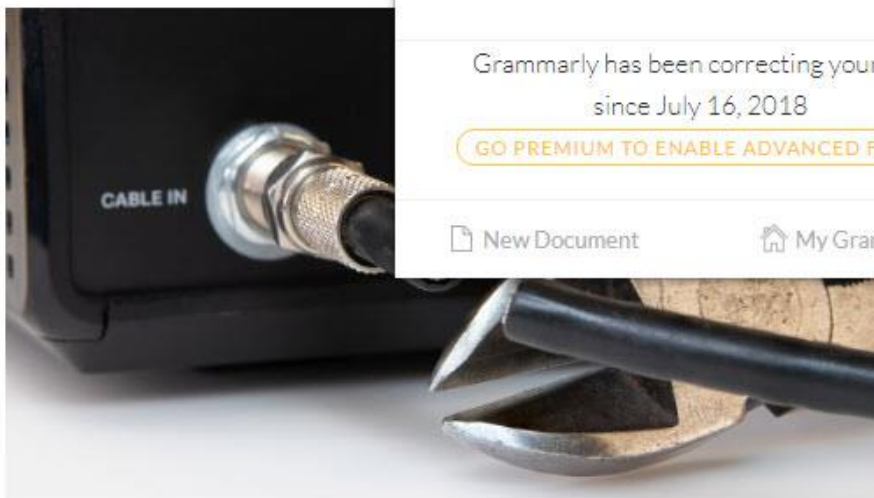 Grammarly has been correcting your
since July 16, 2018
GO PREMIUM TO ENABLE ADVANCED F
CABLE IN
New Document
My Gra